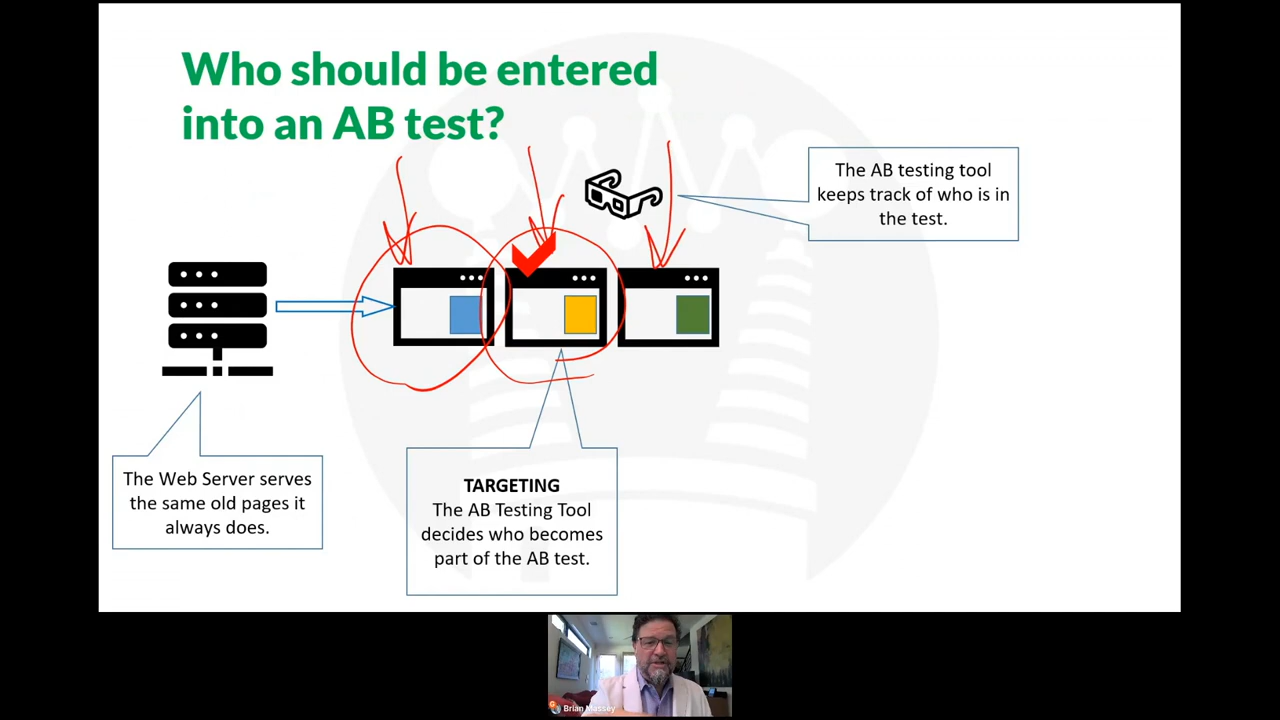 Who should be entered
into an AB test?
The AB testing tool
keeps track of who is in
the test.
The Web Server serves
the same old pages it
always does.
TARGETING
The AB Testing Tool
decides who becomes
part of the AB test.
Brian Massey